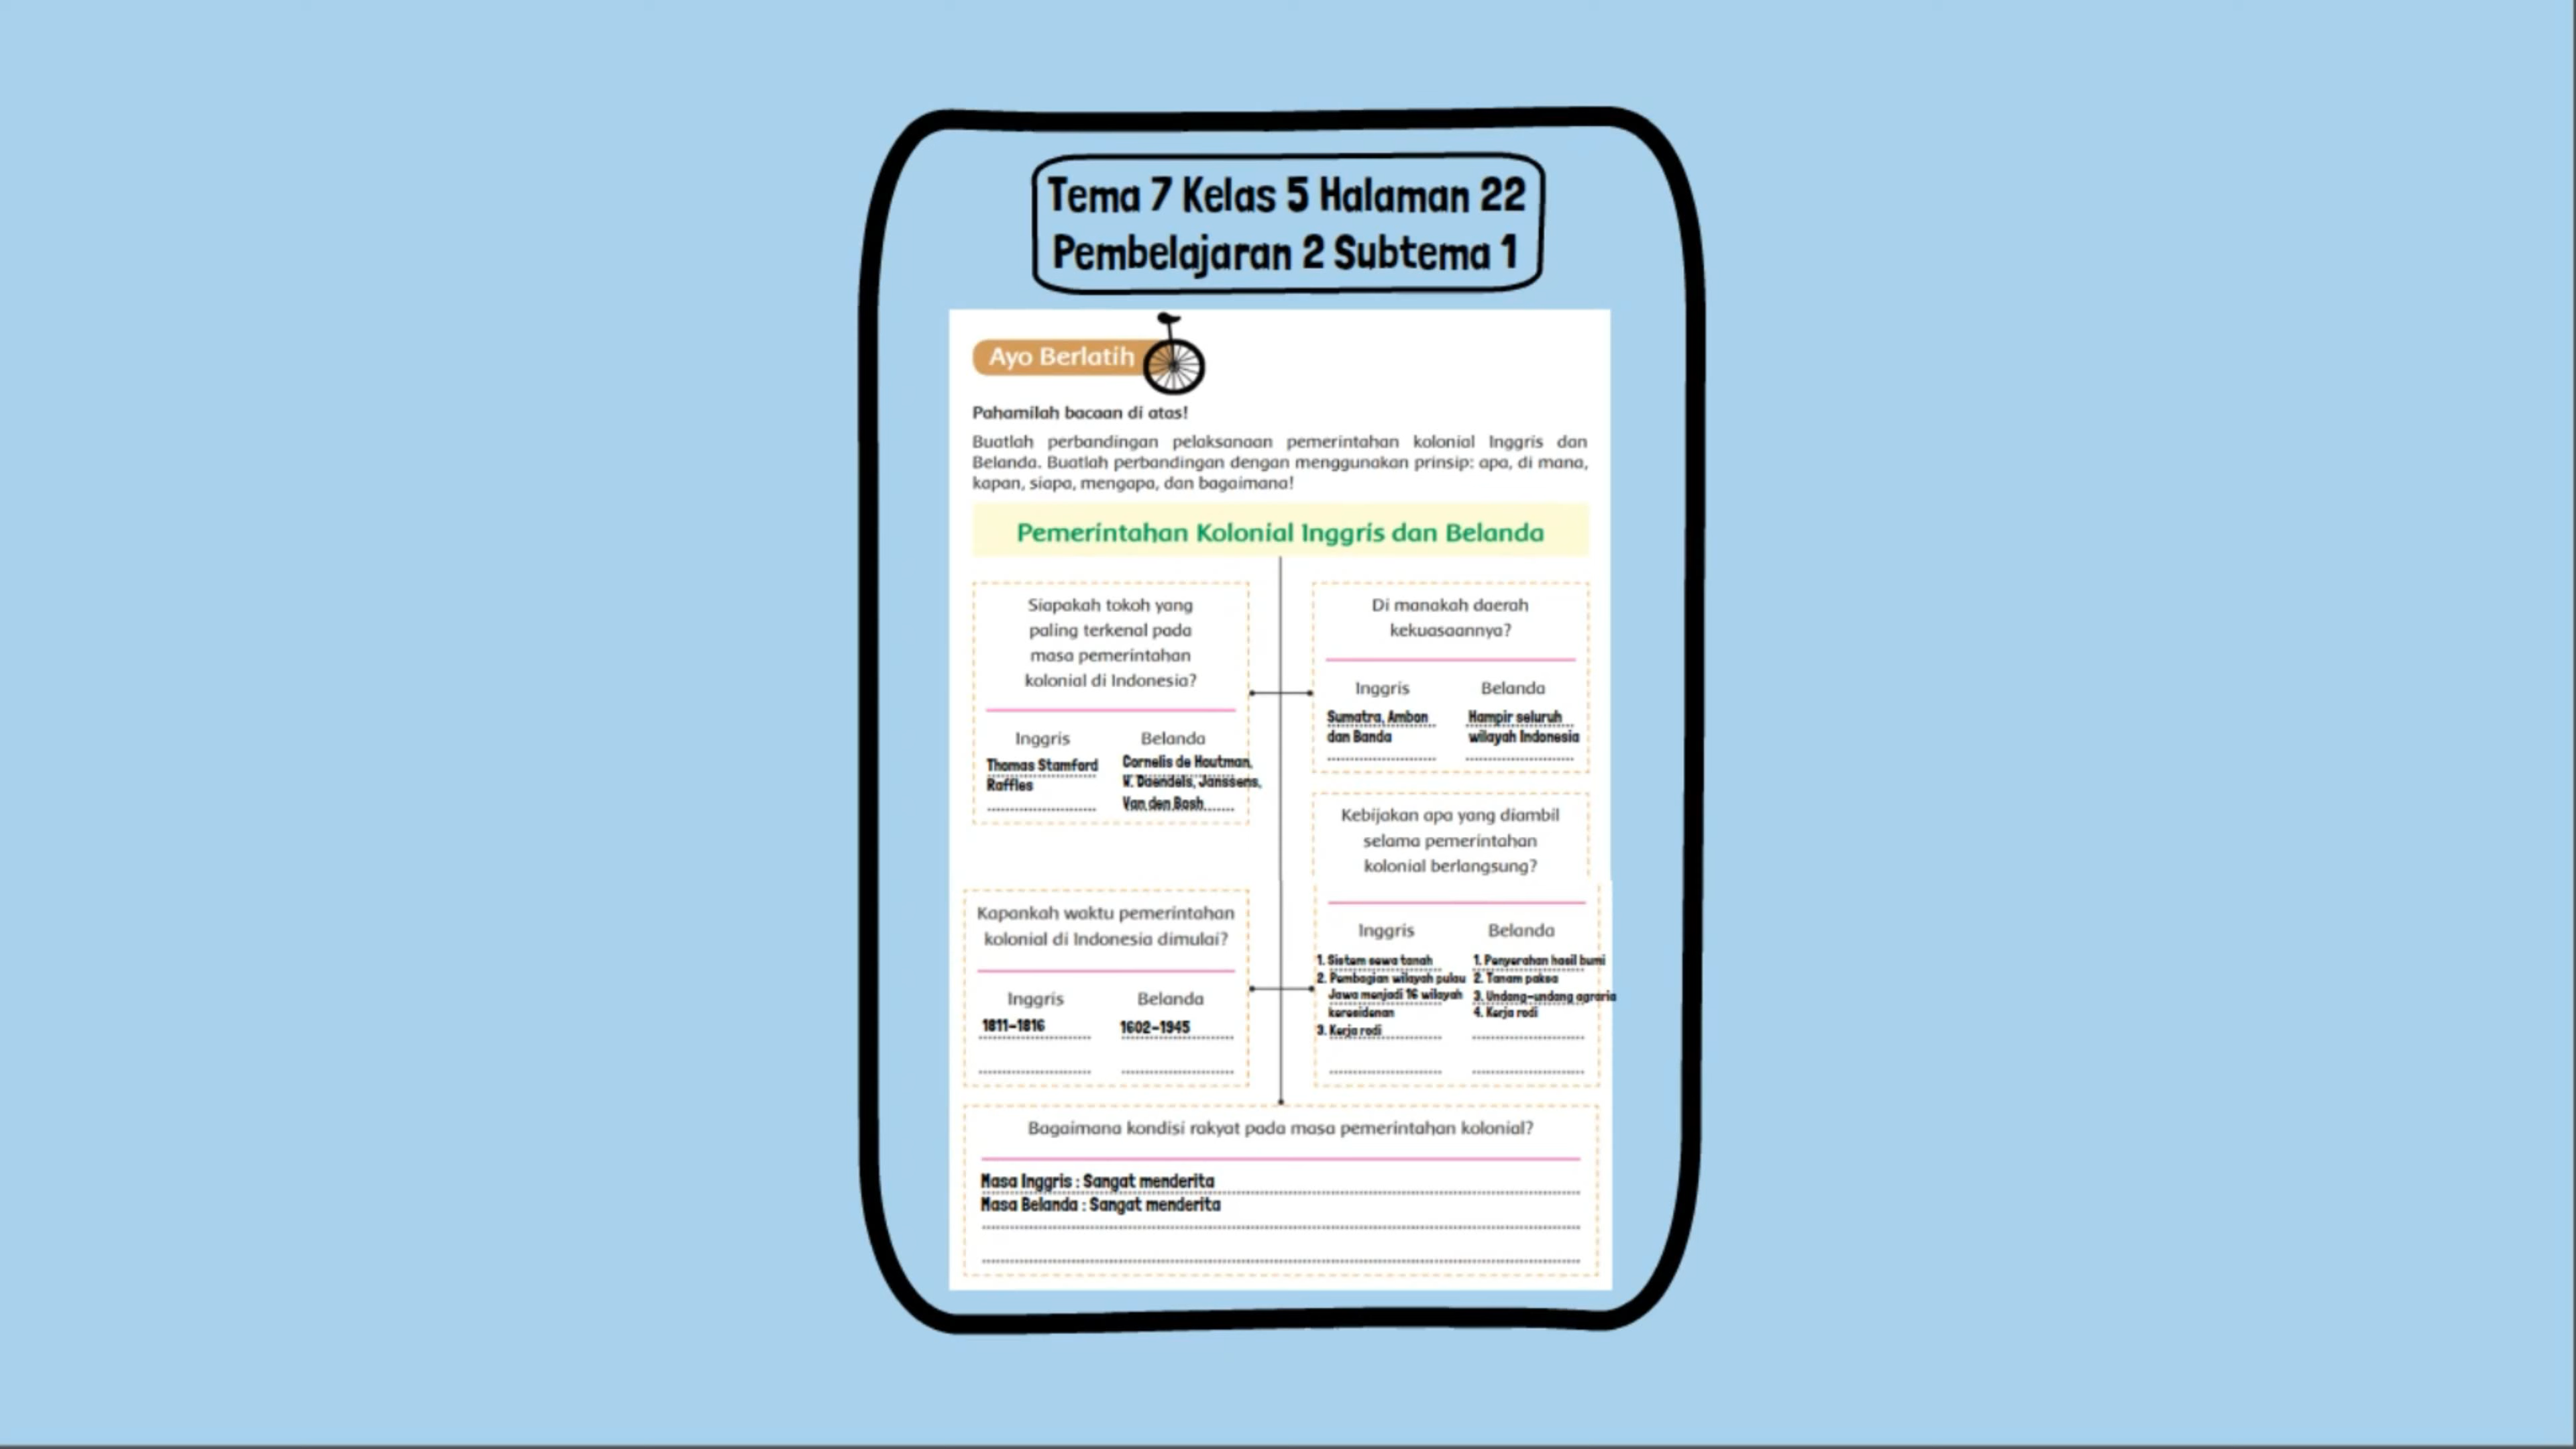 Tema 7 Kelas 5 Halaman 22
Pembelajaran 2 Subtema 1
Ayo Berlatih
Pahamilah bacaan di atas!
Buatlah perbandingan pelaksanaan pemerintahan kolonial Inggris dan
Belanda. Buatlah perbandingan dengan menggunakan prinsip: apa, di mana,
kapan, siapa, mengapa, dan bagaimana!
Pemerintahan Kolonial Inggris dan Belanda
Siapakah tokoh yang
paling terkenal pada
masa pemerintahan
kolonial di Indonesia?
Inggris Belanda
Thomas Stamford
Raffles
Cornelis de Houtman,
W. Daendels, Janssens,
Van den Bosh
Di manakah daerah
kekuasaannya?
Inggris Belanda
Sumatra, Ambon
dan Banda
Hampir seluruh
wilayah Indonesia
Kapankah waktu pemerintahan
kolonial di Indonesia dimulai?
Inggris Belanda
1811-1816 1602-1945
Kebijakan apa yang diambil
selama pemerintahan
kolonial berlangsung?
Inggris Belanda
1. Sistem sewa tanah
2. Pembagian wilayah pulau
Jawa menjadi 16 wilayah
keresidenan
3. Kerja rodi
1. Penyerahan hasil bumi
2. Tanam paksa
3. Undang-undang agraria
4. Kerja rodi
Bagaimana kondisi rakyat pada masa pemerintahan kolonial?
Masa Inggris : Sangat menderita
Masa Belanda : Sangat menderita